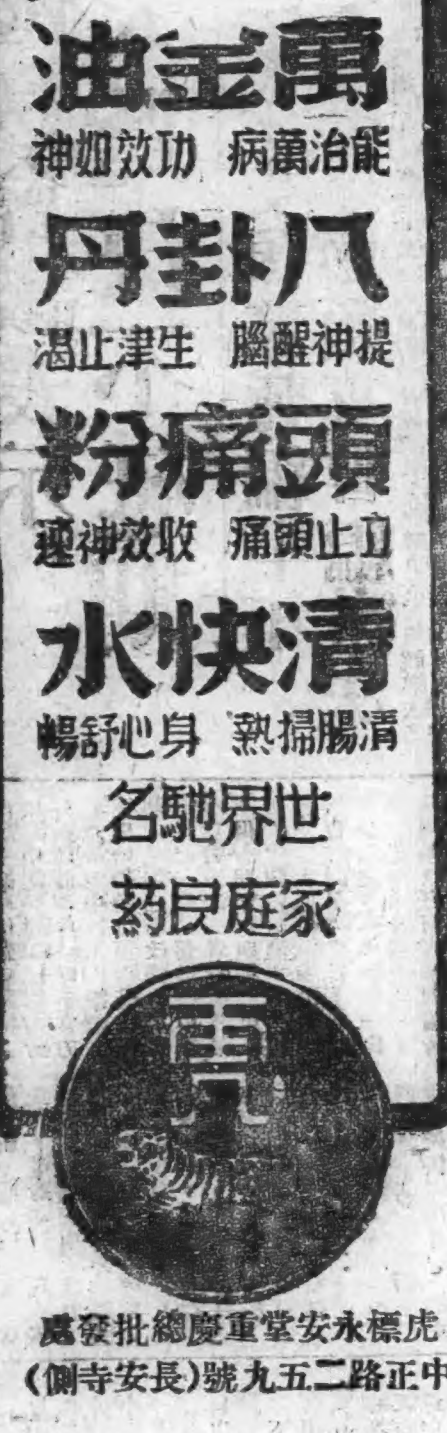 萬金油
能治萬病 功效如神
八卦丹
提神醒腦 生津止渴
頭痛粉
立止頭痛 收效神速
清快水
清腸掃熱 身心舒暢
世界馳名
家庭良葯
虎
虎標永安堂重慶總批發處
中正路二五九號(長安寺側)